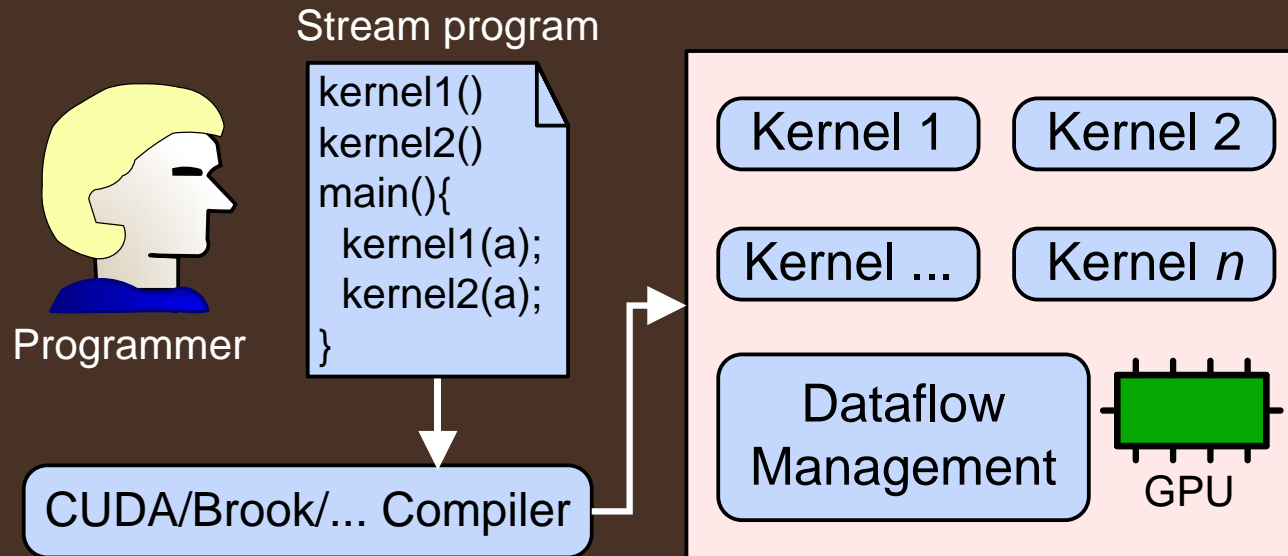 Stream program
kernel1()
kernel2()
main(){
kernel1(a);
kernel2(a);
}
Programmer
CUDA/Brook/... Compiler
Kernel 1
Kernel 2
Kernel ...
Kernel n
Dataflow
Management
GPU